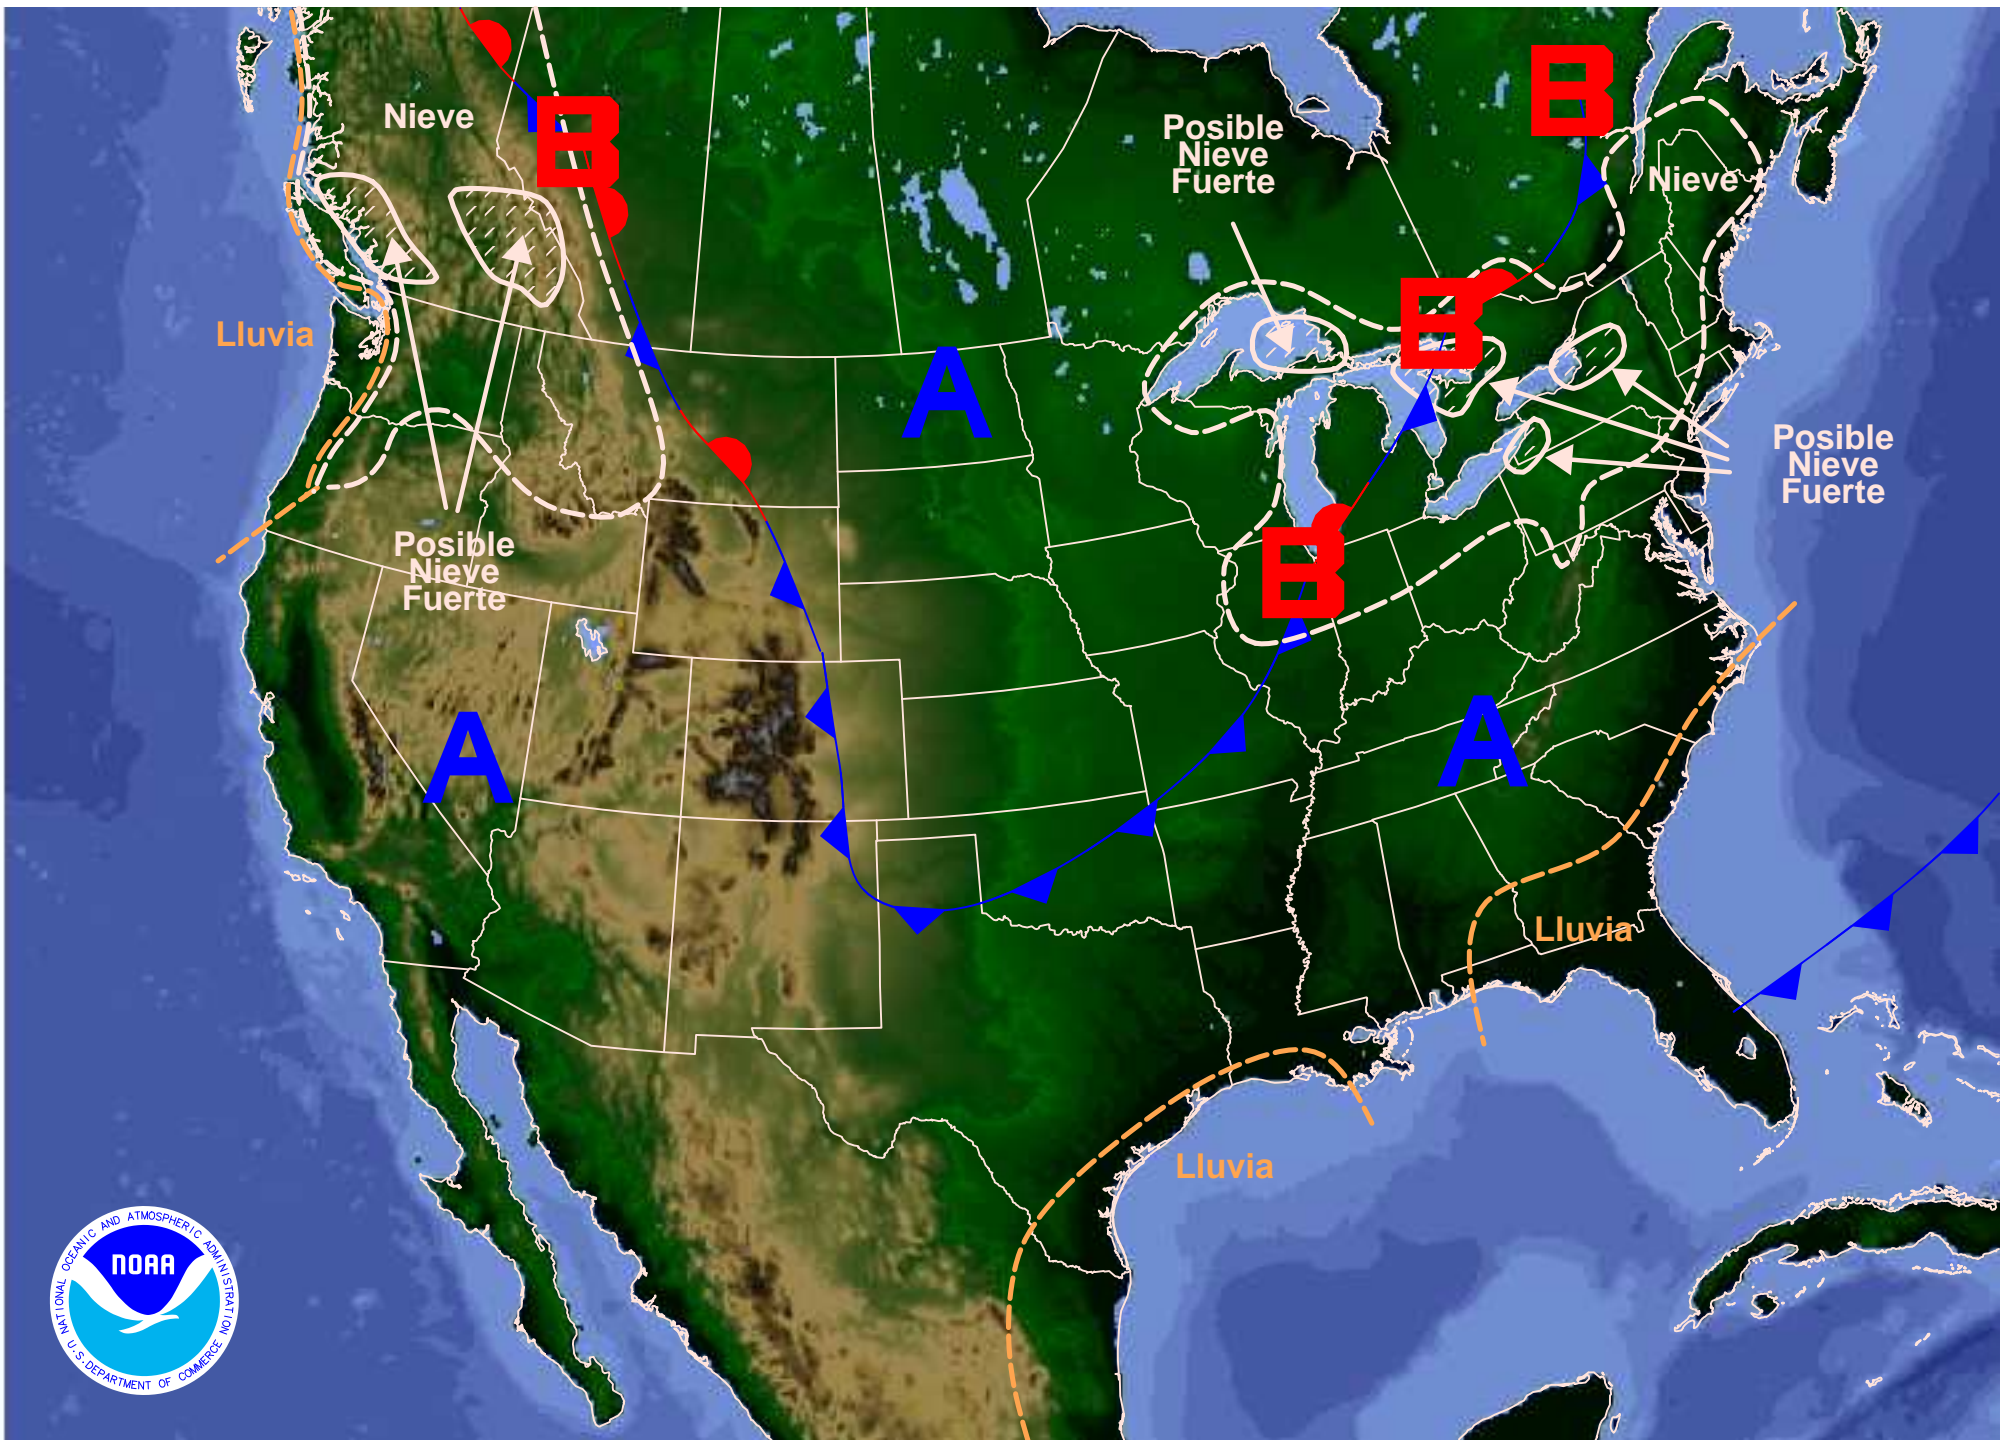 B
B
Nieve
Posible
Nieve
Fuerte
Nieve
B
Lluvia
A
Posible
Nieve
Fuerte
Posible
Nieve
Fuerte
B
A
A
Lluvia
Lluvia
NATIONAL OCEANIC AND ATMOSPHERIC ADMINISTRATION
NOAA
U.S. DEPARTMENT OF COMMERCE